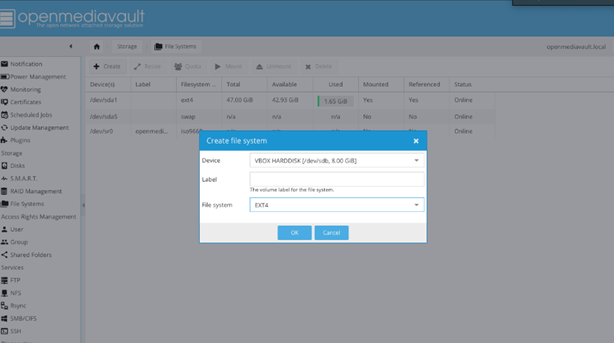 openmediavault
The open network attached storage solution
Storage
File Systems
openmediavault.local
Notification
Power Management
Monitoring
Certificates
Scheduled Jobs
Update Management
Plugins
Storage
Disks
S.M.A.R.T.
RAID Management
File Systems
Access Rights Management
User
Group
Shared Folders
Services
FTP
NFS
Rsync
SMB/CIFS
SSH
Create
Resize
Quota
Mount
Unmount
Delete
Device(s) Label Filesystem ... Total Available Used Mounted Referenced Status
/dev/sda1 ext4 47.00 GiB 42.93 GiB 1.63 GiB Yes Yes Online
/dev/sda5 swap n/a n/a n/a No No Online
/dev/sr0 openmedi... iso9660 Online
Create file system
Device VBOX HARDDISK [/dev/sdb, 8.00 GiB]
Label
The volume label for the file system.
File system EXT4
OK Cancel